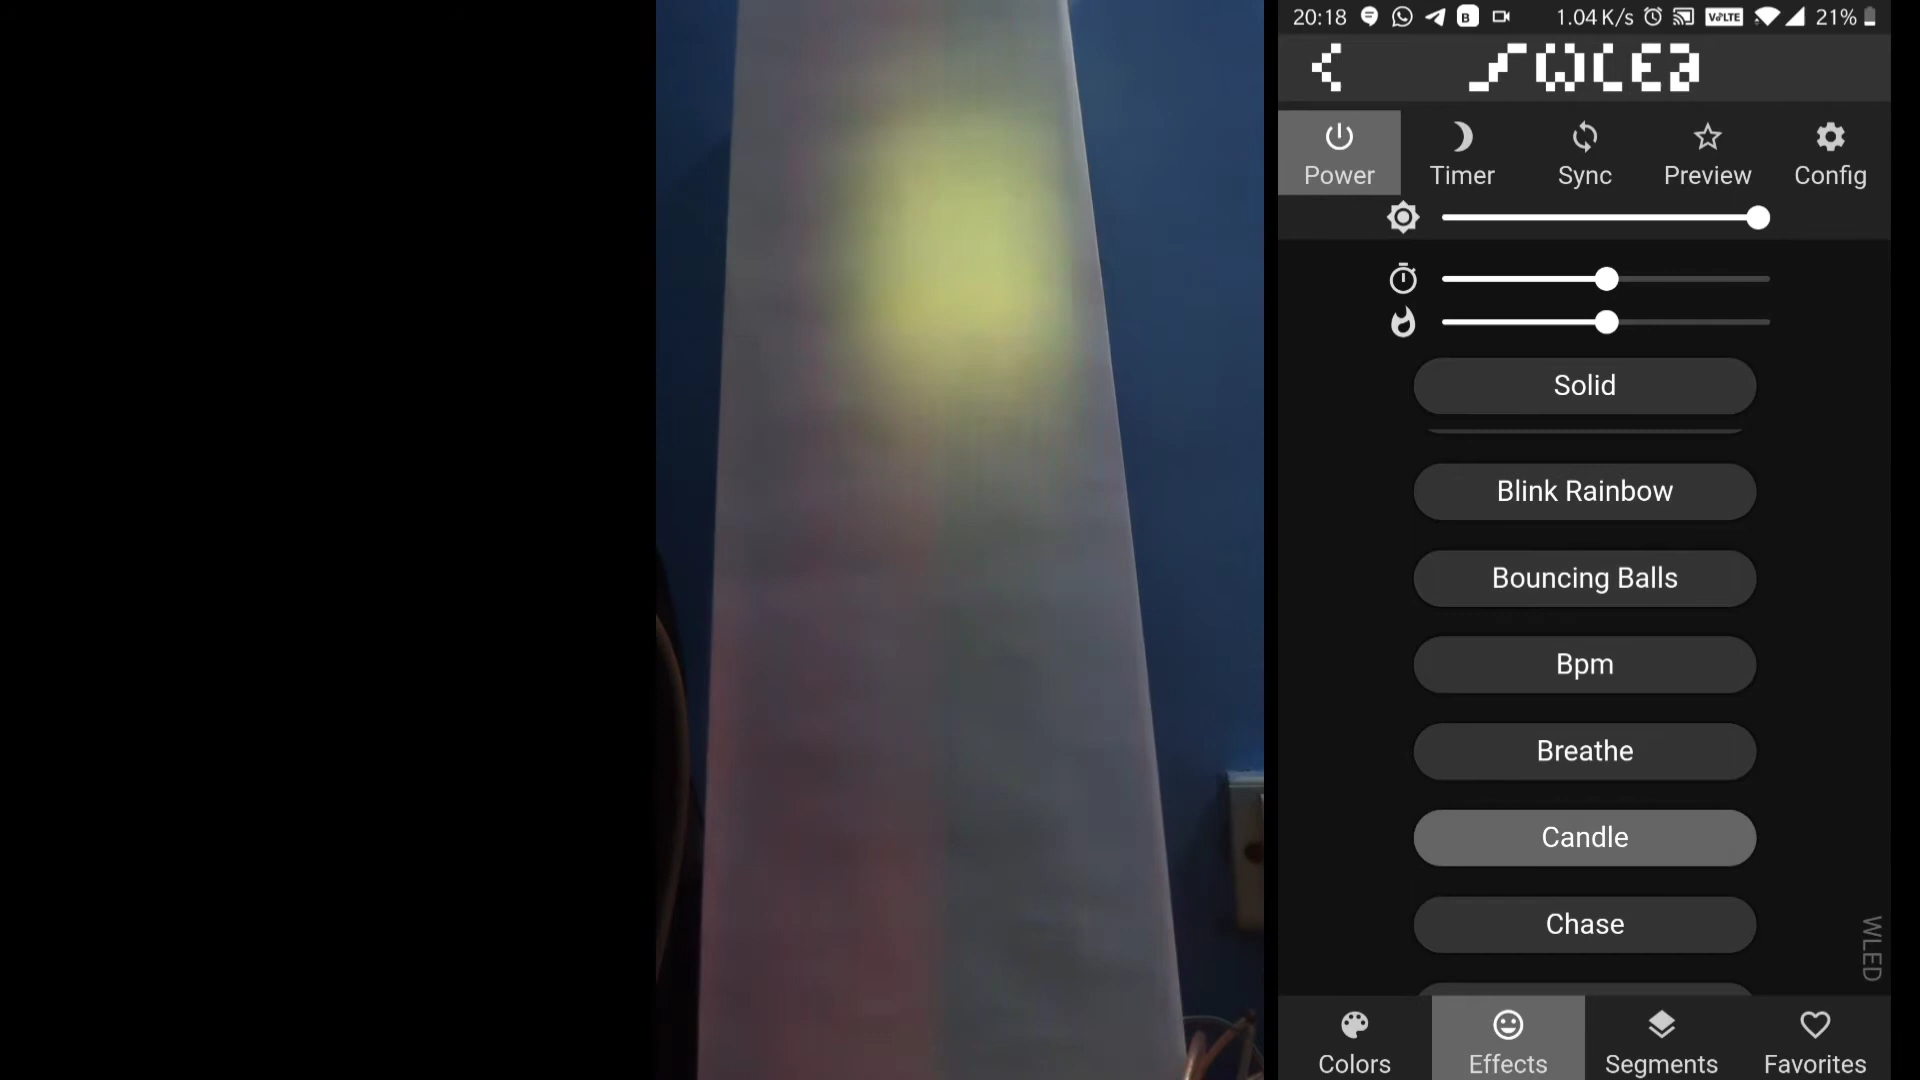 20:18 B 1.04 K/s VoLTE 21%
Power Timer Sync Preview Config
Solid
Blink Rainbow
Bouncing Balls
Bpm
Breathe
Candle
Chase
WLED
Colors Effects Segments Favorites